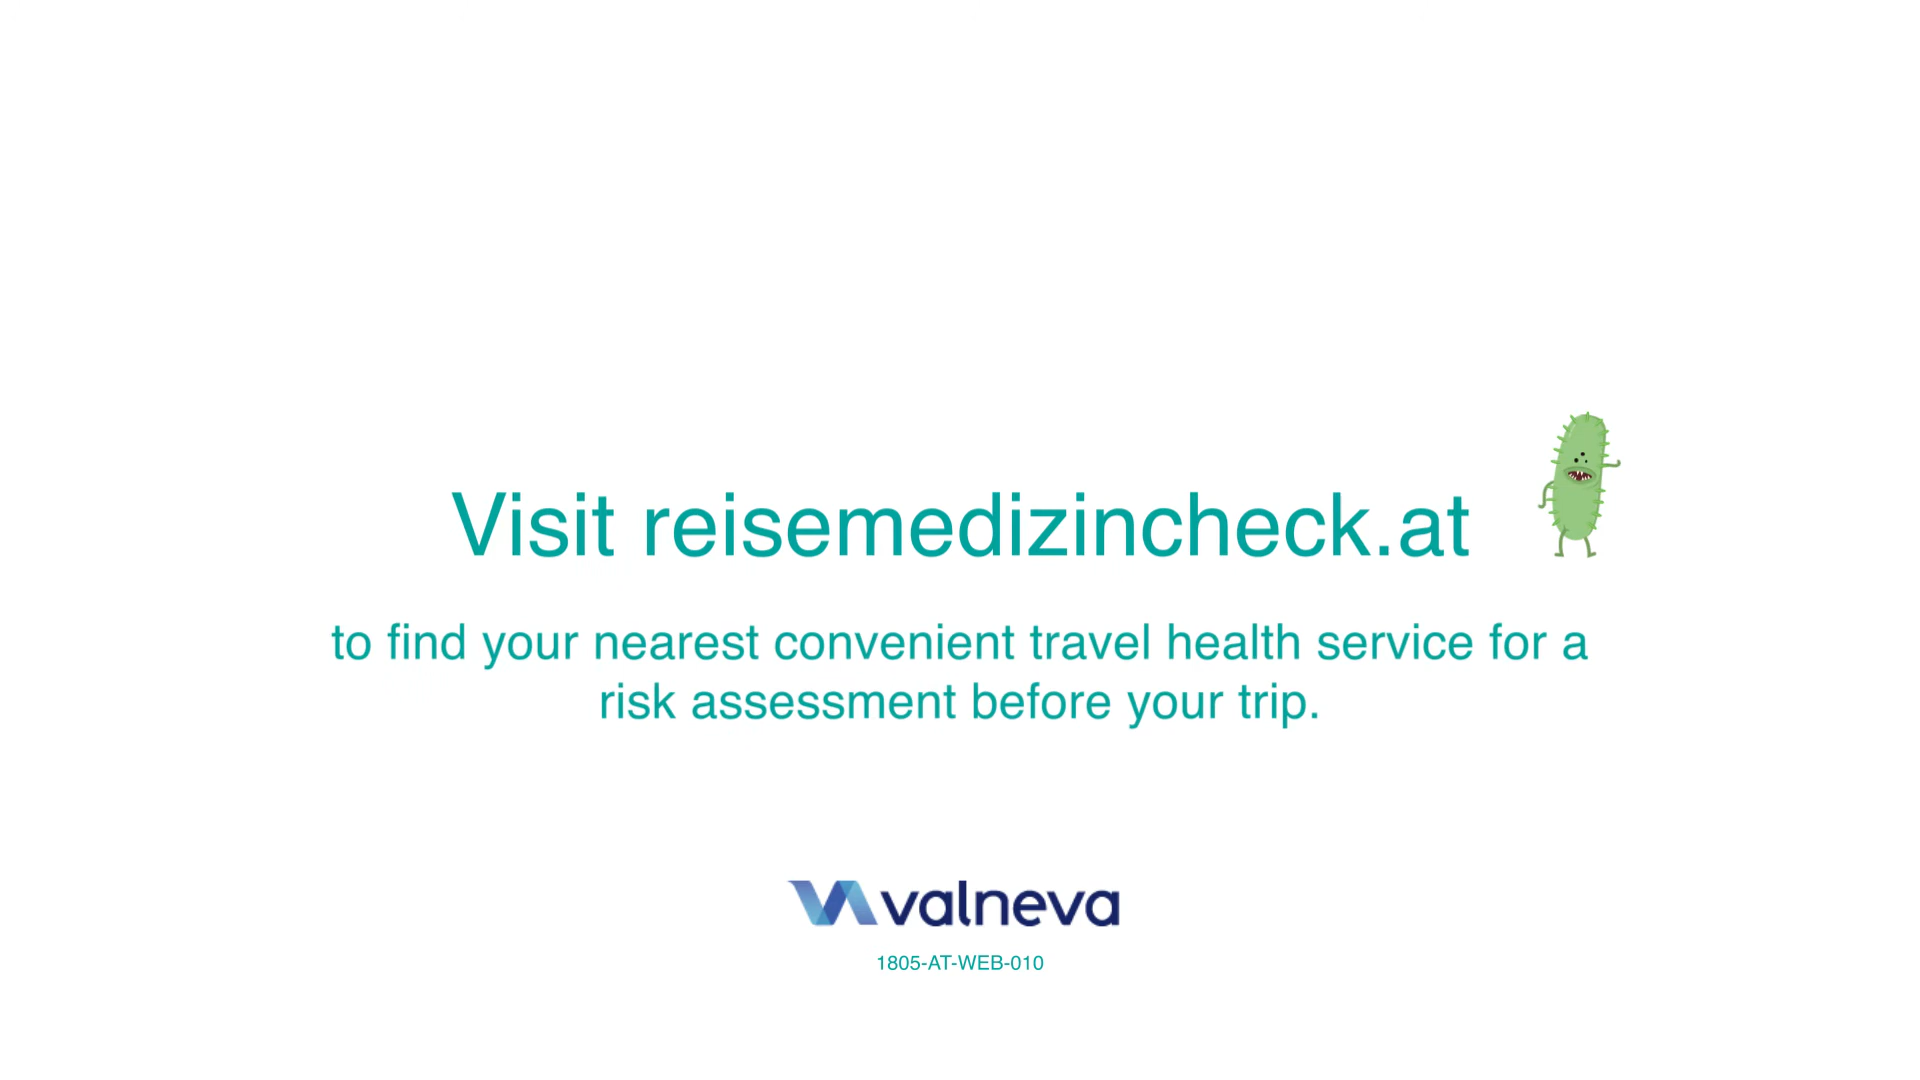 Visit reisemedizincheck.at
to find your nearest convenient travel health service for a
risk assessment before your trip.
valneva
1805-AT-WEB-010